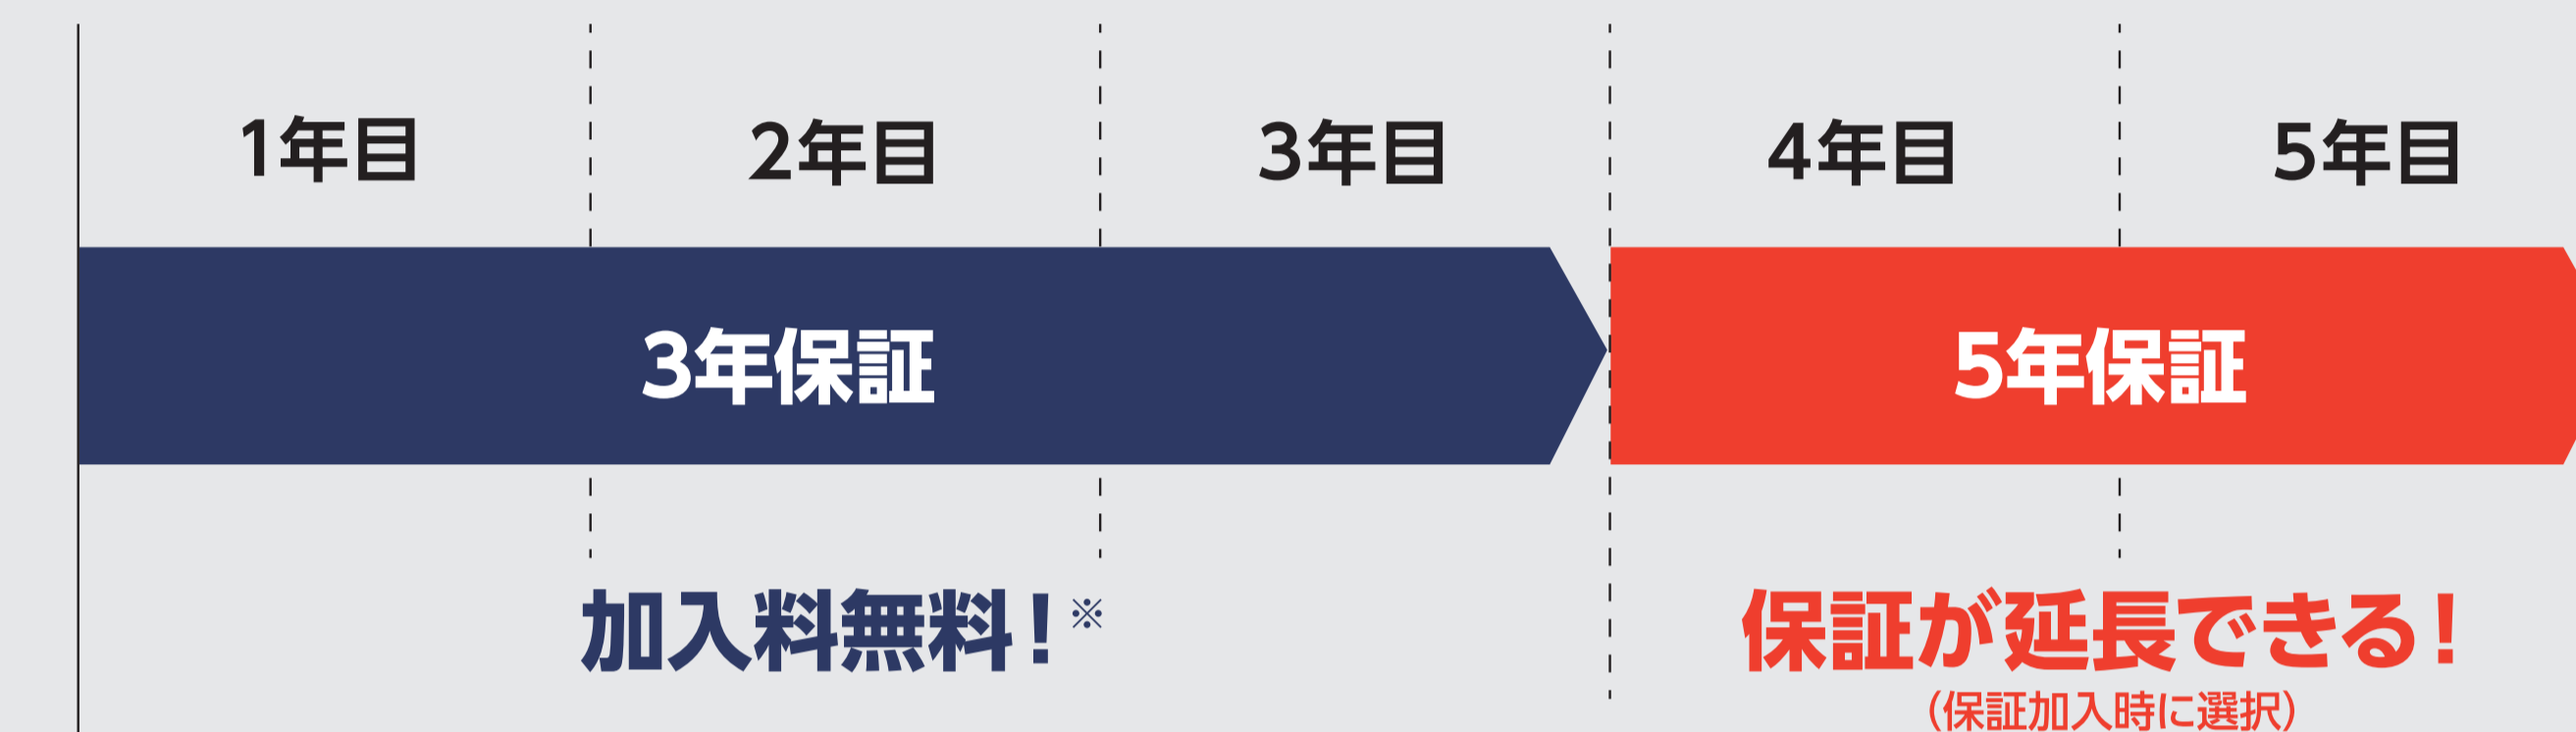 1年目 2年目 3年目 4年目 5年目
3年保証 5年保証
加入料無料！※ 保証が延長できる！
（保証加入時に選択）